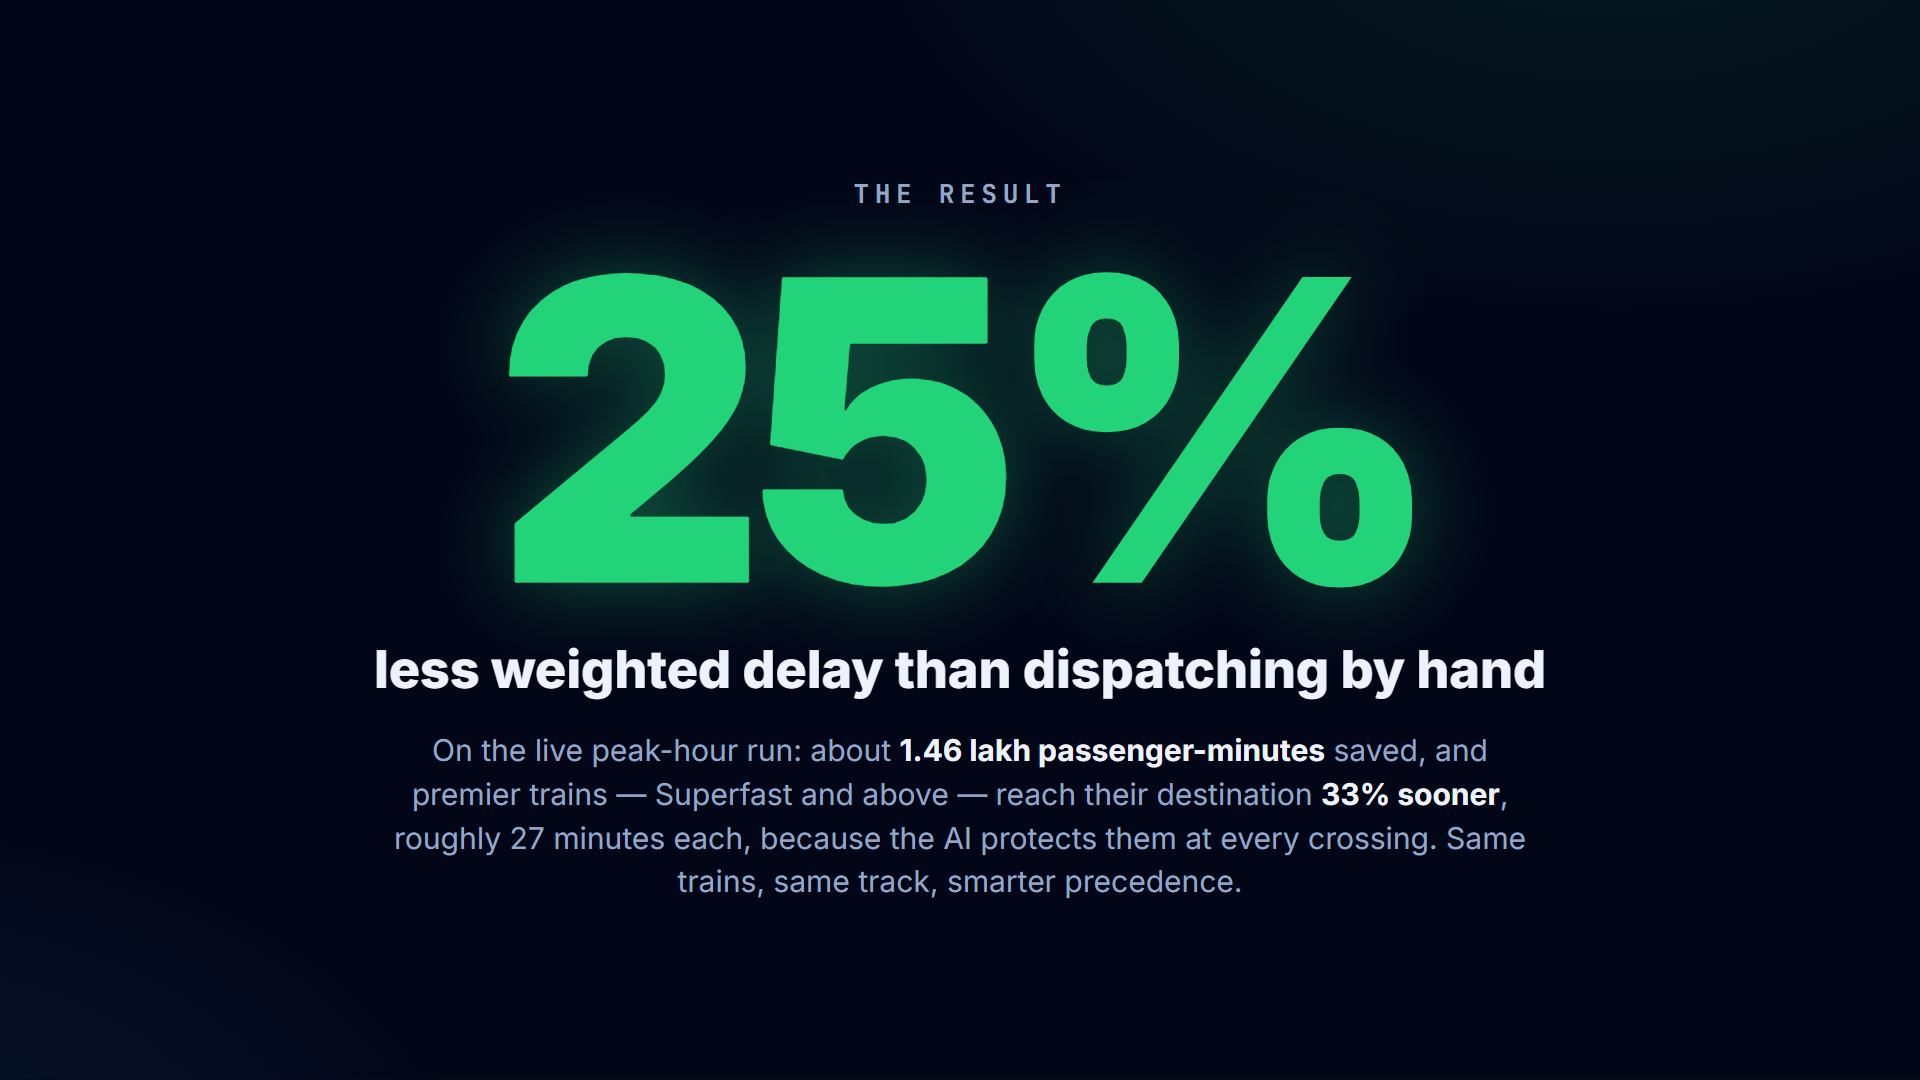 THE RESULT
25%
less weighted delay than dispatching by hand
On the live peak-hour run: about 1.46 lakh passenger-minutes saved, and
premier trains — Superfast and above — reach their destination 33% sooner,
roughly 27 minutes each, because the AI protects them at every crossing. Same
trains, same track, smarter precedence.